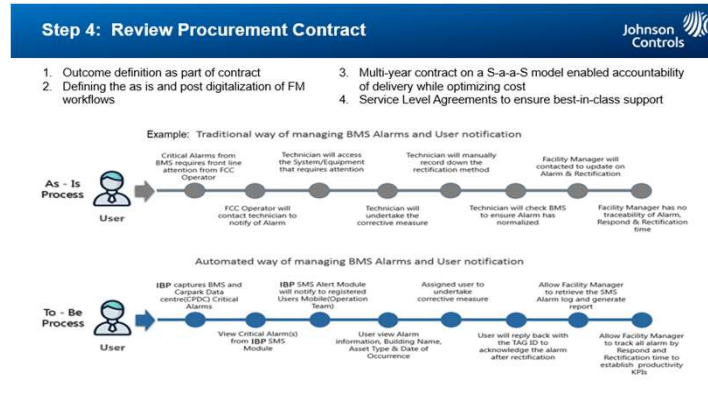 Step 4: Review Procurement Contract
Johnson
Controls
1. Outcome definition as part of contract
2. Defining the as is and post digitalization of FM
workflows
3. Multi-year contract on a S-a-a-S model enabled accountability
of delivery while optimizing cost
4. Service Level Agreements to ensure best-in-class support
Example: Traditional way of managing BMS Alarms and User notification
As - Is
Process
User
Critical Alarms from
BMS requires front line
attention from FCC
Operator
FCC Operator will
contact technician to
notify of Alarm
Technician will access
the System/Equipment
that requires attention
Technician will
undertake the
corrective measure
Technician will manually
record down the
rectification method
Technician will check BMS
to ensure Alarm has
normalized
Facility Manager will
contacted to update on
Alarm & Rectification
Facility Manager has no
traceability of Alarm,
Respond & Rectification
time
Automated way of managing BMS Alarms and User notification
To - Be
Process
User
IBP captures BMS and
Carpark Data
centre(CPDC) Critical
Alarms
View Critical Alarm(s)
from IBP SMS
Module
IBP SMS Alert Module
will notify to registered
Users Mobile(Operation
Team)
User view Alarm
information, Building Name,
Asset Type & Date of
Occurrence
Assigned user to
undertake
corrective measure
User will reply back with
the TAG ID to
acknowledge the alarm
after rectification
Allow Facility Manager
to retrieve the SMS
Alarm log and generate
report
Allow Facility Manager
to track all alarm by
Respond and
Rectification time to
establish productivity
KPIs